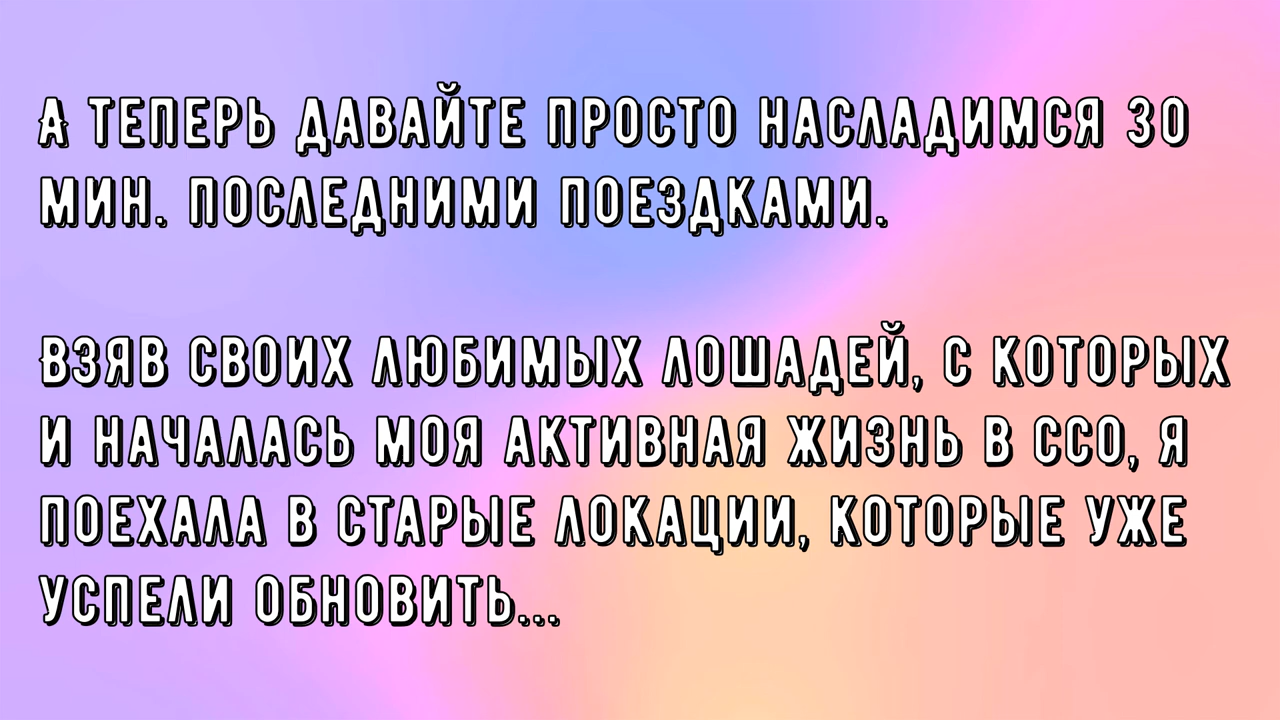 А ТЕПЕРЬ ДАВАЙТЕ ПРОСТО НАСЛАДИМСЯ 30
МИН. ПОСЛЕДНИМИ ПОЕЗДКАМИ.
ВЗЯВ СВОИХ ЛЮБИМЫХ ЛОШАДЕЙ, С КОТОРЫХ
И НАЧАЛАСЬ МОЯ АКТИВНАЯ ЖИЗНЬ В ССО, Я
ПОЕХАЛА В СТАРЫЕ ЛОКАЦИИ, КОТОРЫЕ УЖЕ
УСПЕЛИ ОБНОВИТЬ...